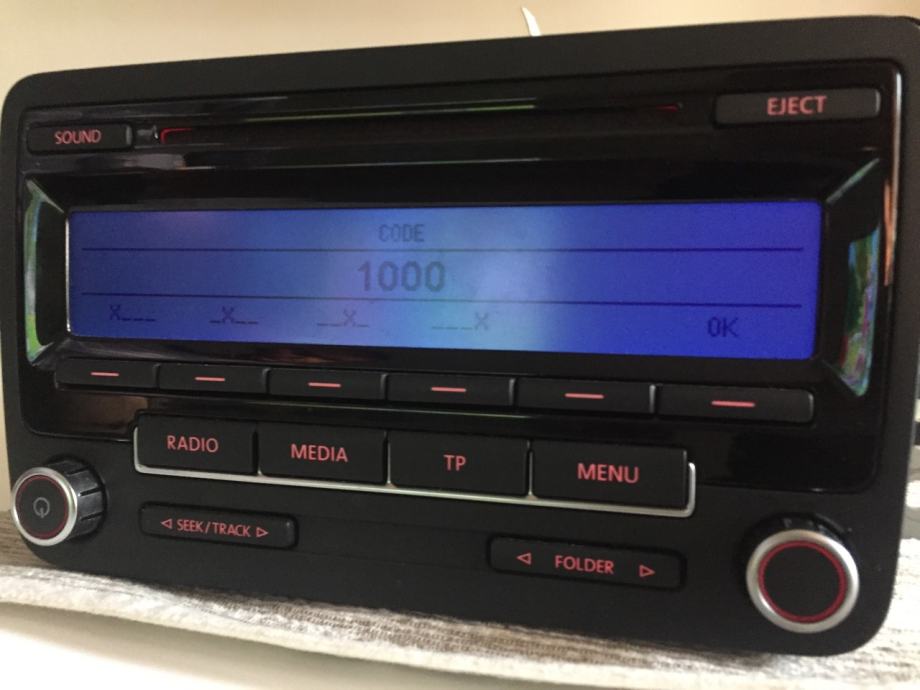 EJECT
SOUND
CODE
1000
X___ _X__ __X_ ___X OK
RADIO MEDIA TP MENU
SEEK/TRACK
FOLDER